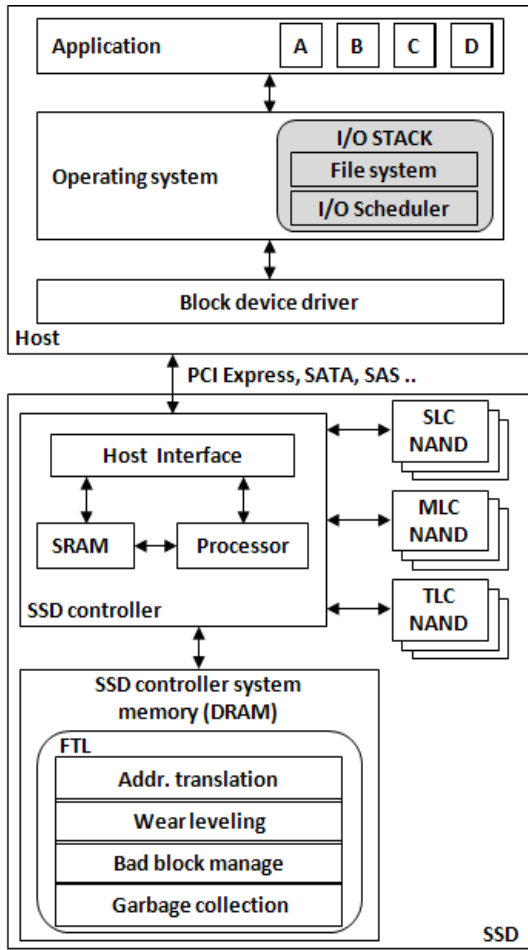 Application
A
B
C
D
I/O STACK
Operating system
File system
I/O Scheduler
Block device driver
Host
PCI Express, SATA, SAS ..
SLC
NAND
Host Interface
MLC
NAND
SRAM
Processor
TLC
NAND
SSD controller
SSD controller system
memory (DRAM)
FTL
Addr. translation
Wear leveling
Bad block manage
Garbage collection
SSD